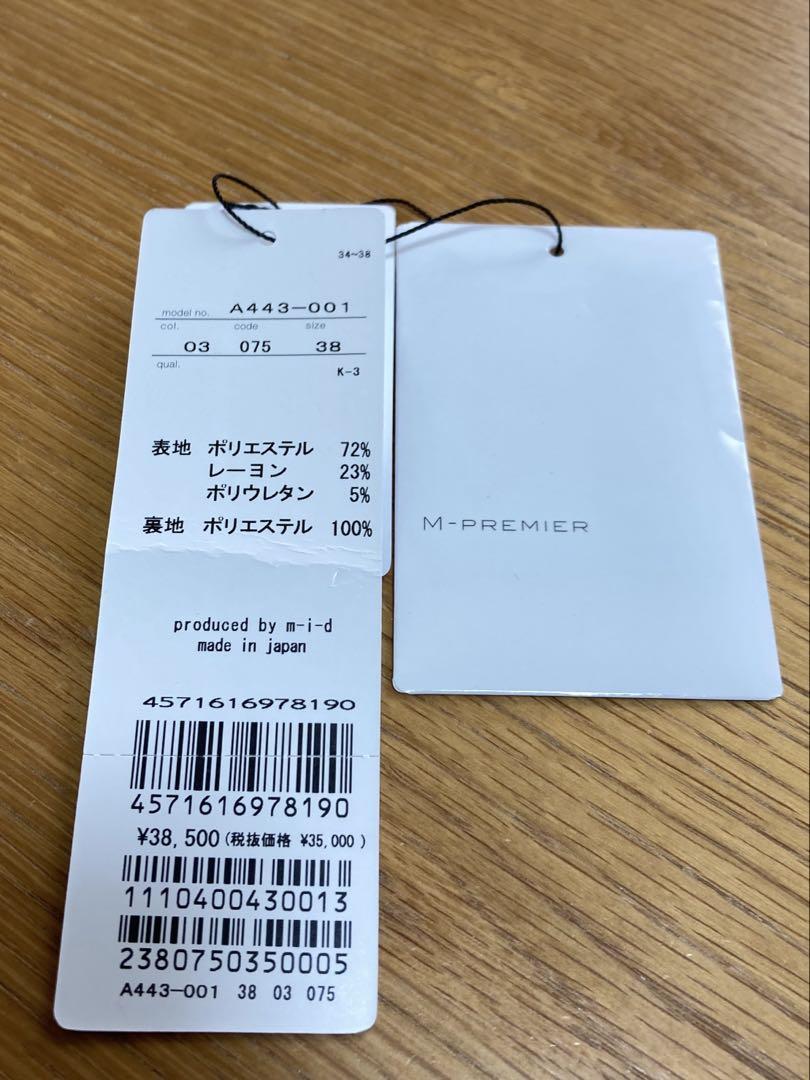 34~38
model no. A443-001
col. code size
03 075 38
qual.
K-3
表地 ポリエステル 72%
レーヨン 23%
ポリウレタン 5%
裏地 ポリエステル 100%
produced by m-i-d
made in japan
4571616978190
4571616978190
¥38,500(税抜価格 ¥35,000 )
1110400430013
2380750350005
A443-001 38 03 075
M-PREMIER